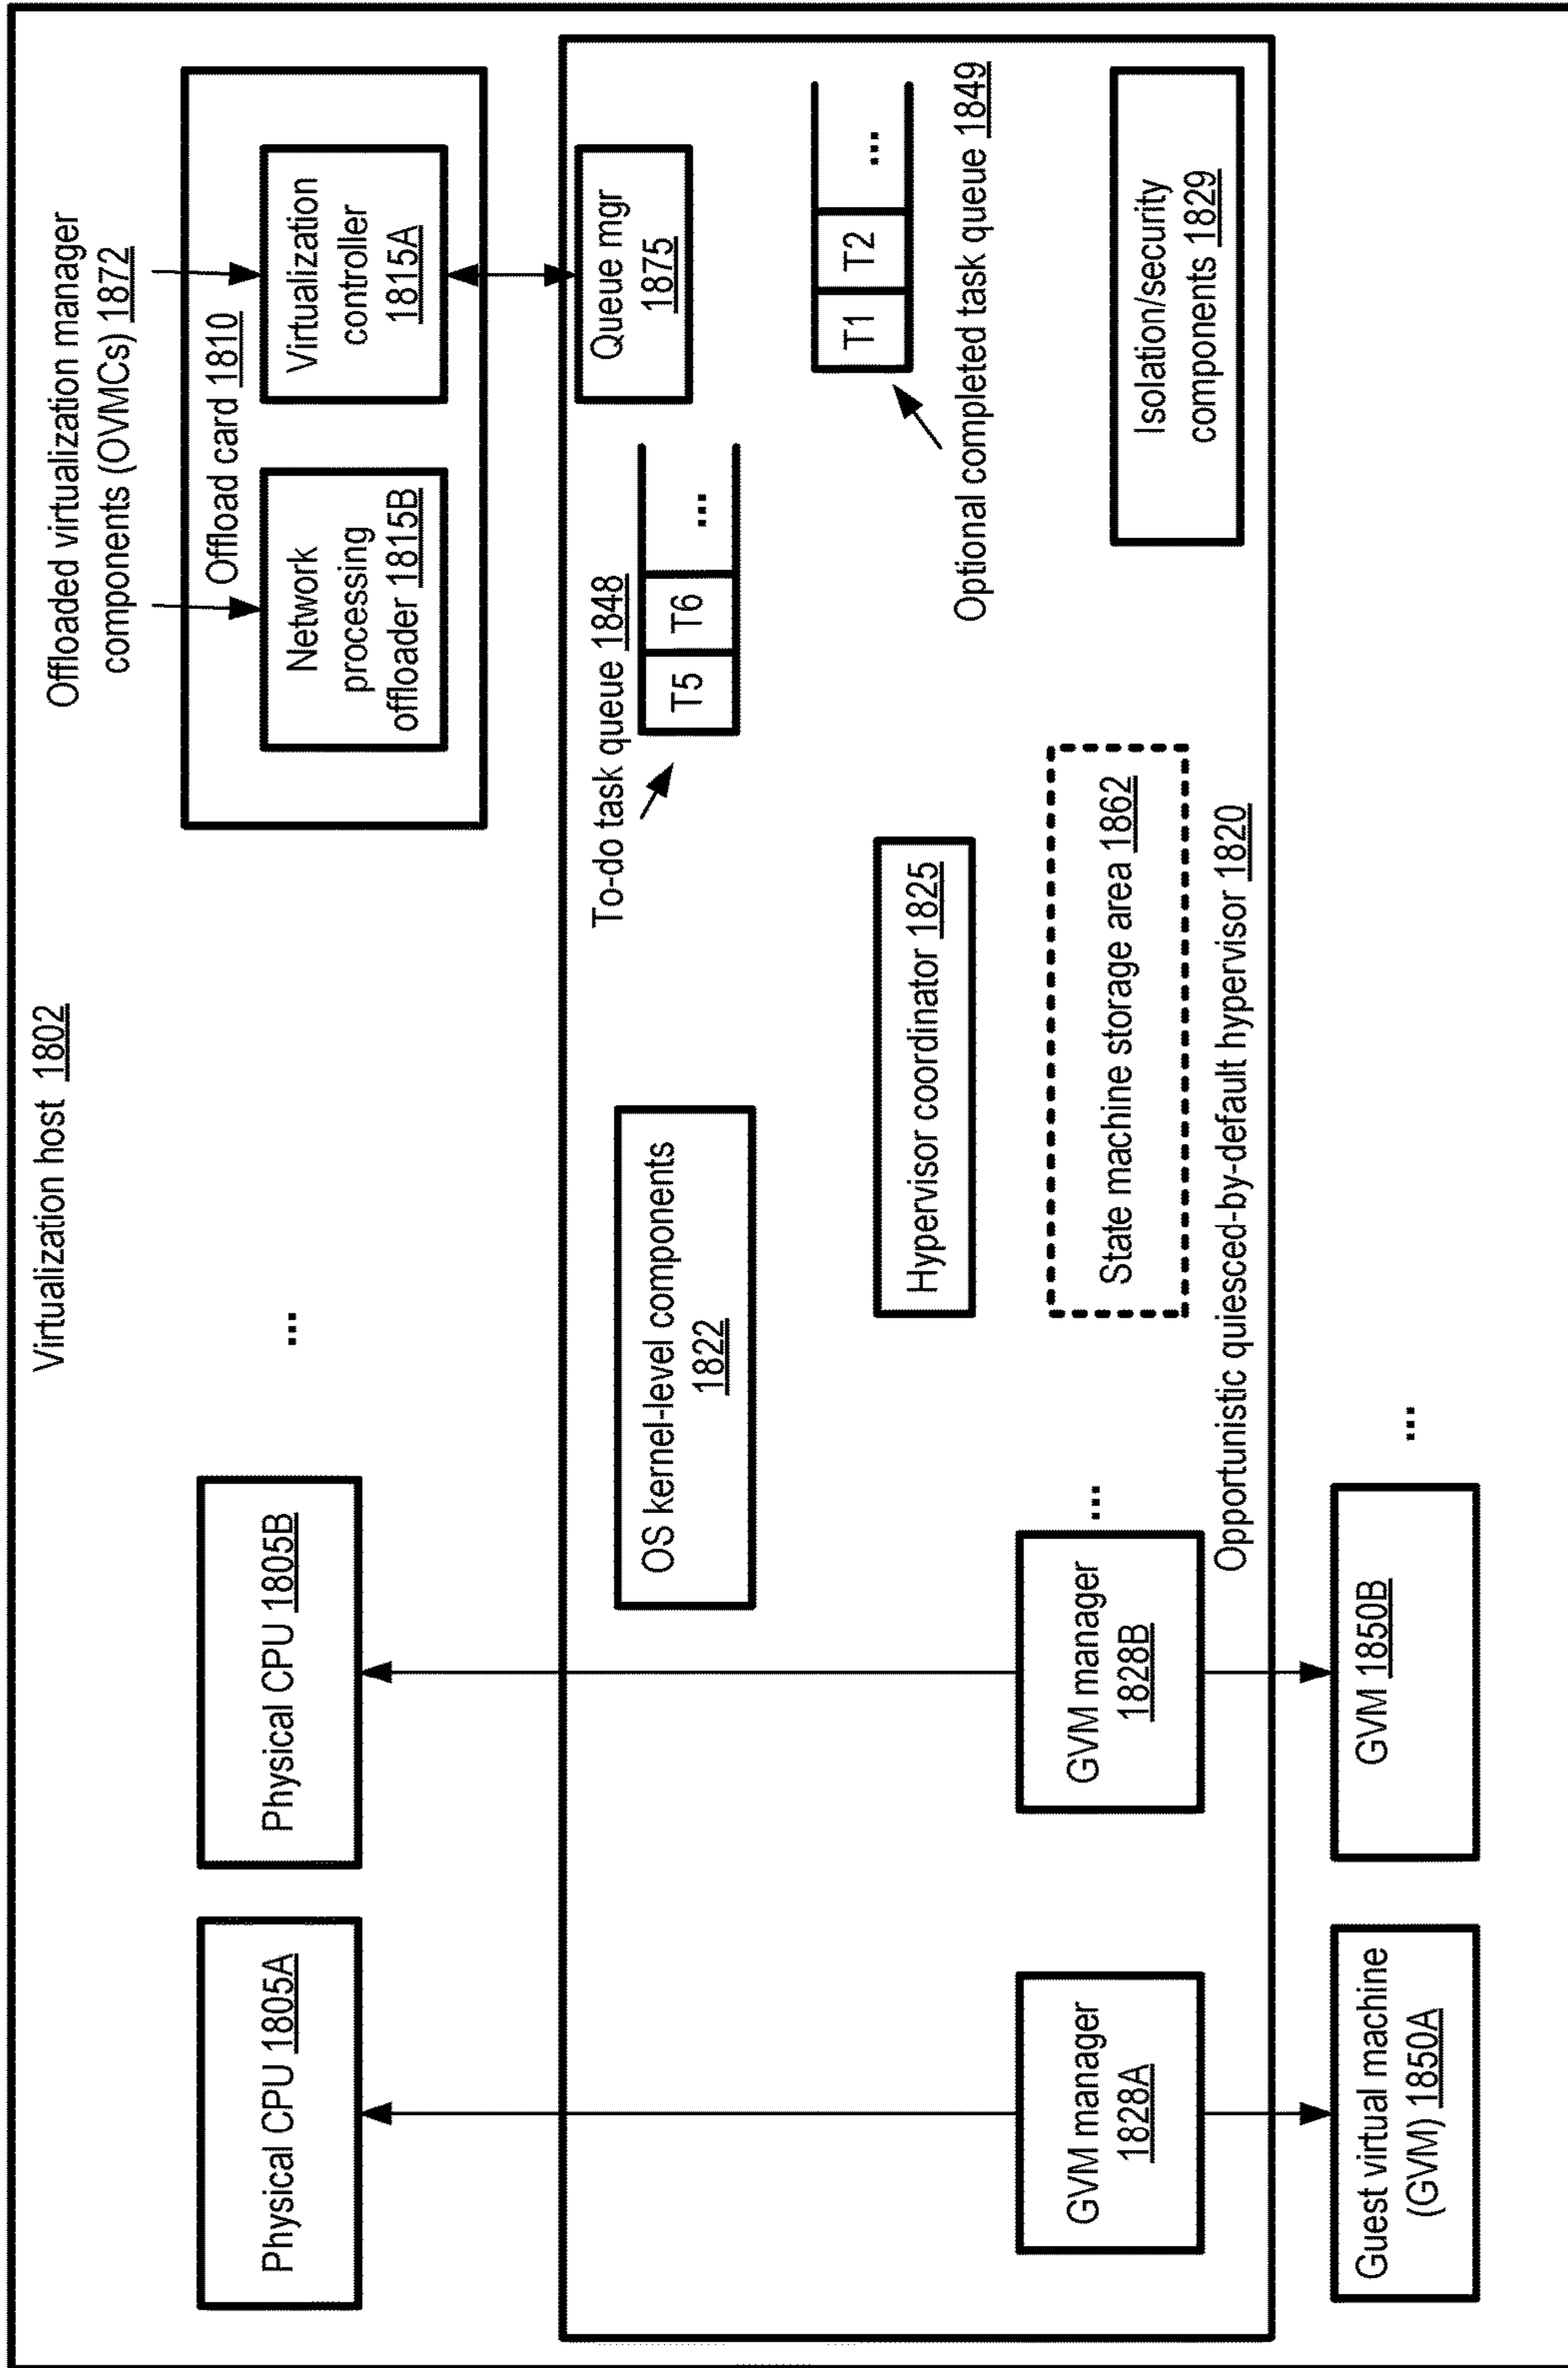 Virtualization host 1802
Offloaded virtualization manager
components (OVMCs) 1872
Physical CPU 1805A
Physical CPU 1805B
...
Offload card 1810
Network
processing
offloader 1815B
Virtualization
controller
1815A
OS kernel-level components
1822
To-do task queue 1848
T5
T6
...
Queue mgr
1875
T1
T2
...
Optional completed task queue 1849
Hypervisor coordinator 1825
GVM manager
1828A
GVM manager
1828B
...
State machine storage area 1862
Isolation/security
components 1829
Opportunistic quiesced-by-default hypervisor 1820
Guest virtual machine
(GVM) 1850A
GVM 1850B
...